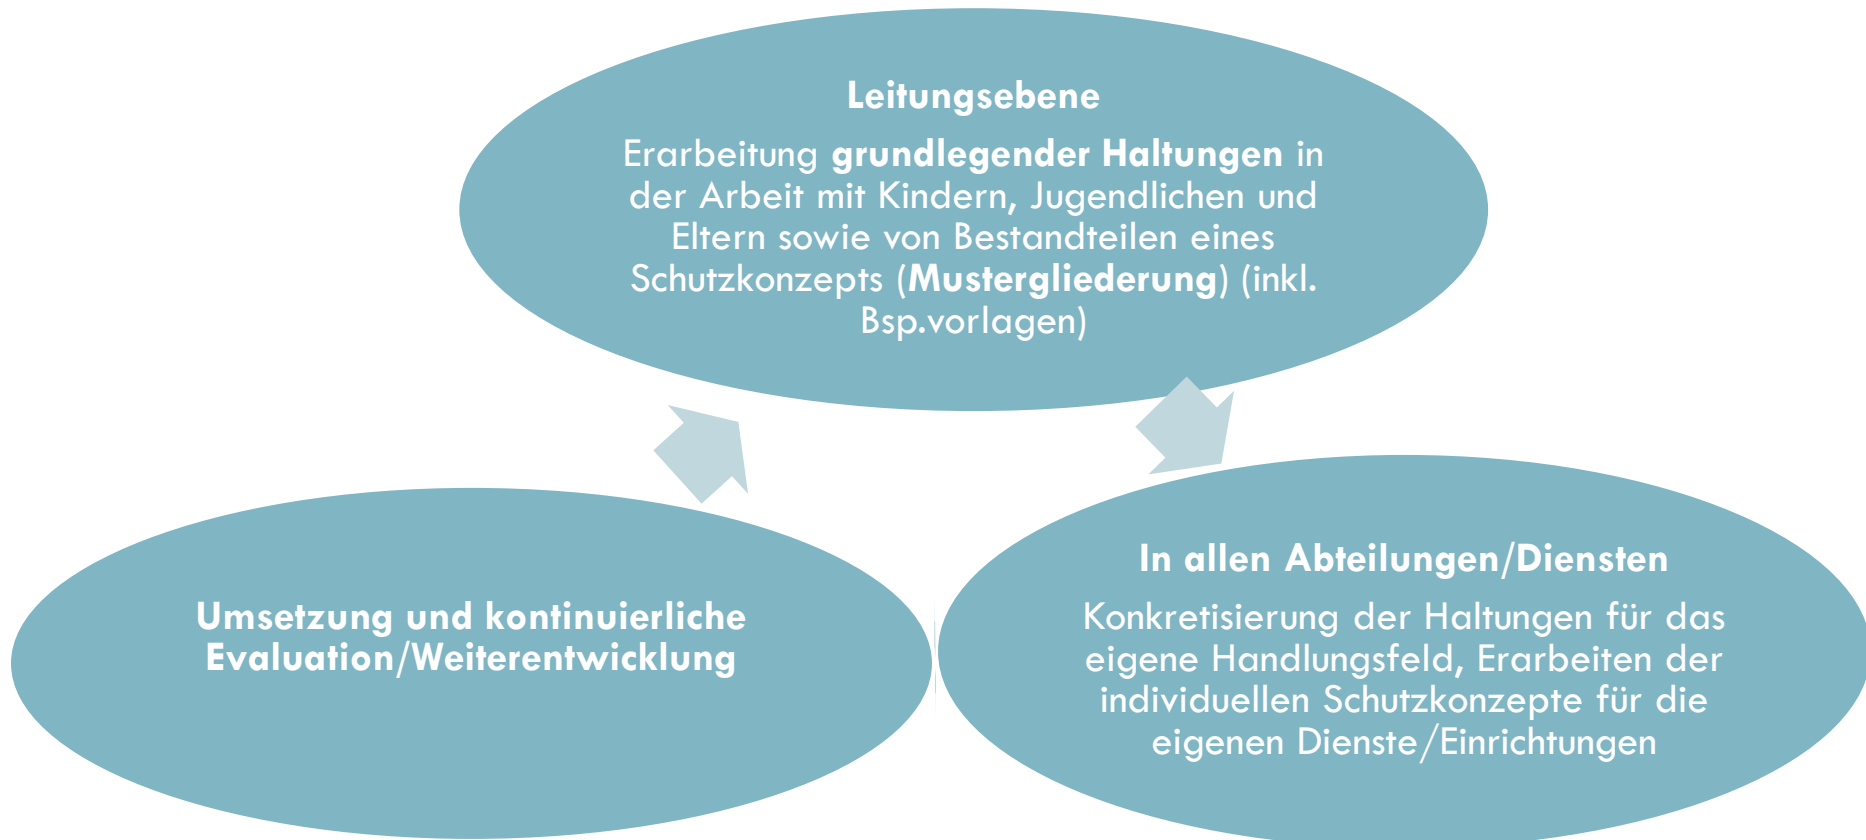 Leitungsebene
Erarbeitung grundlegender Haltungen in
der Arbeit mit Kindern, Jugendlichen und
Eltern sowie von Bestandteilen eines
Schutzkonzepts (Mustergliederung) (inkl.
Bsp.vorlagen)
In allen Abteilungen/Diensten
Konkretisierung der Haltungen für das
eigene Handlungsfeld, Erarbeiten der
individuellen Schutzkonzepte für die
eigenen Dienste/Einrichtungen
Umsetzung und kontinuierliche
Evaluation/Weiterentwicklung